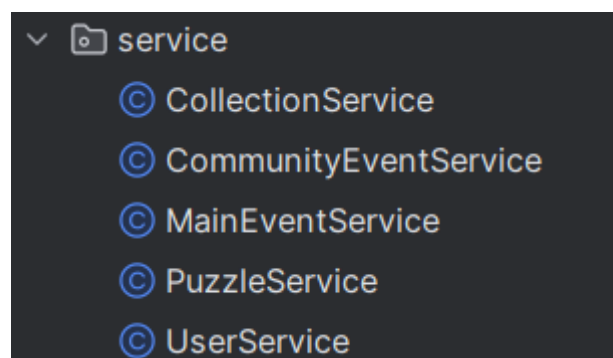 service
© CollectionService
© CommunityEventService
© MainEventService
© PuzzleService
© UserService